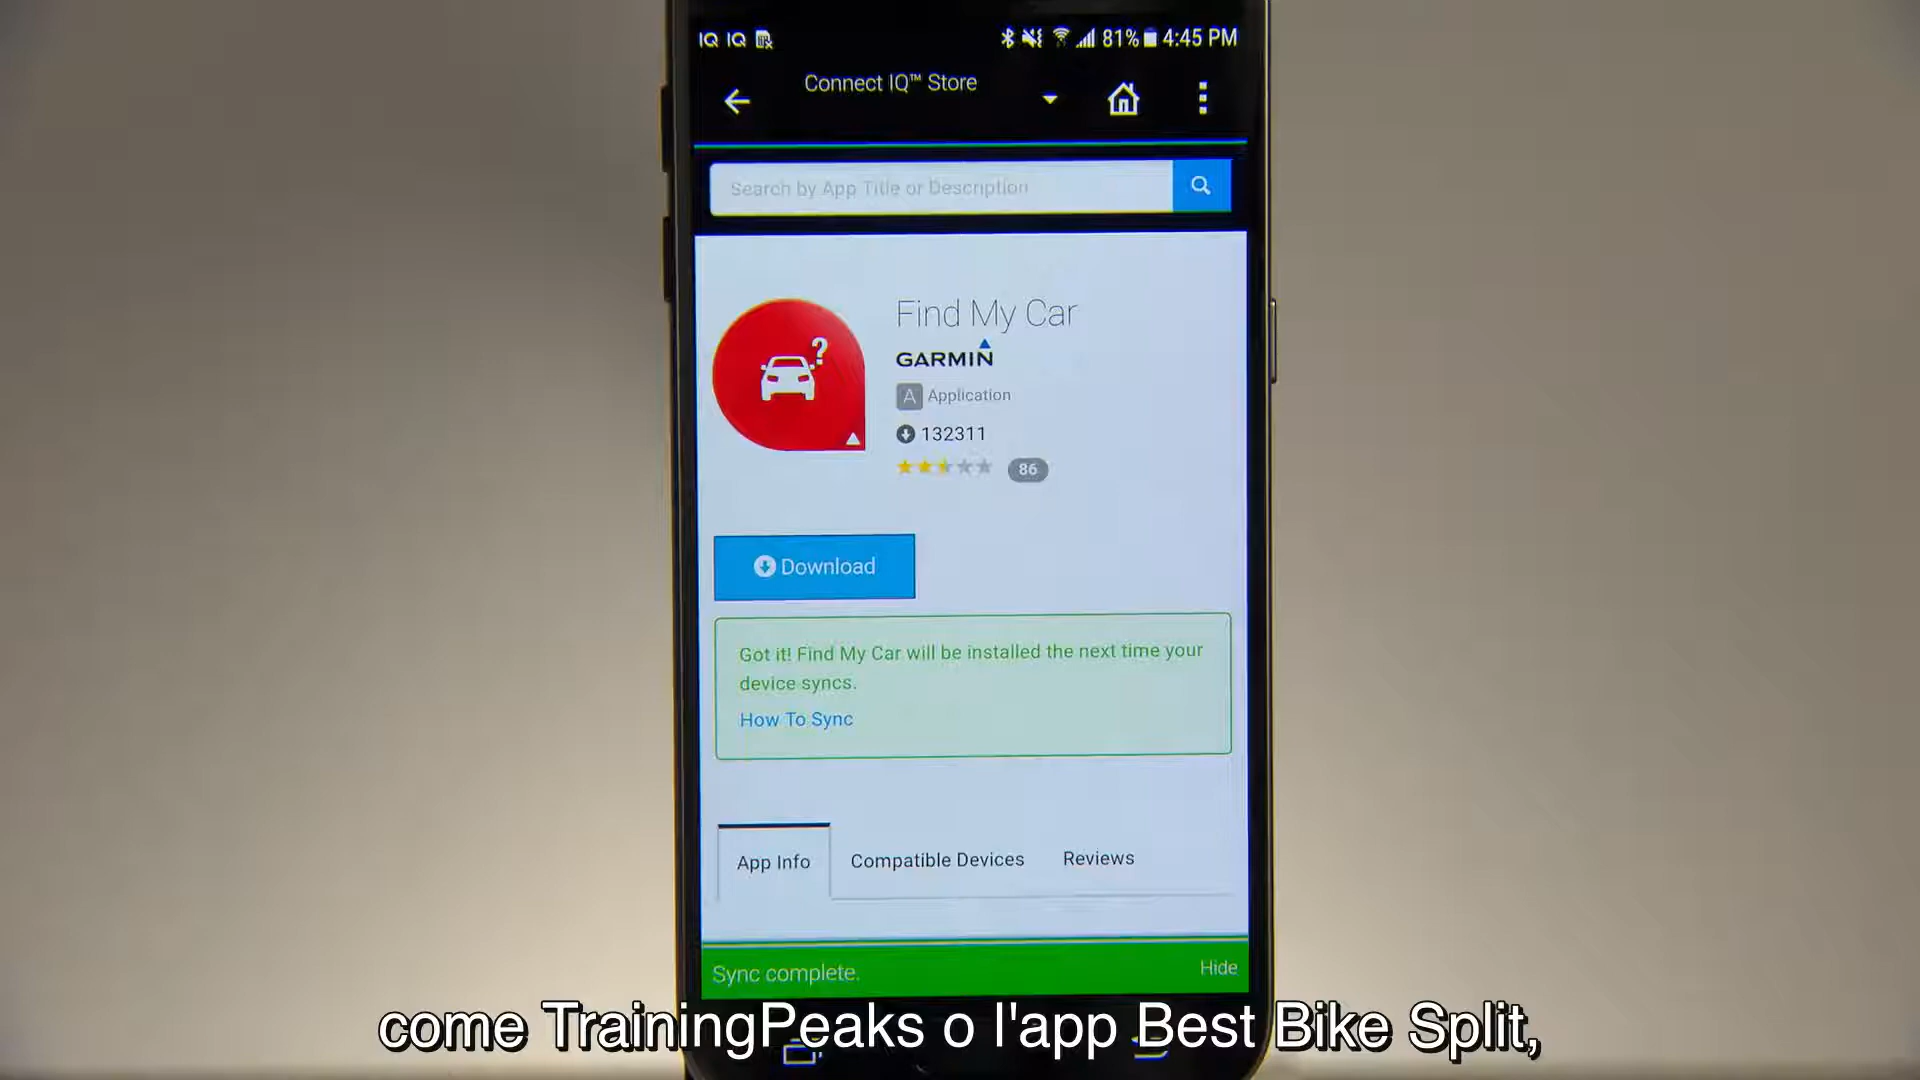 IQ IQ 81% 4:45 PM
Connect IQ™ Store
Search by App Title or Description
Find My Car
GARMIN
A Application
132311
86
Download
Got it! Find My Car will be installed the next time your
device syncs.
How To Sync
App Info Compatible Devices Reviews
Sync complete. Hide
come TrainingPeaks o l'app Best Bike Split,